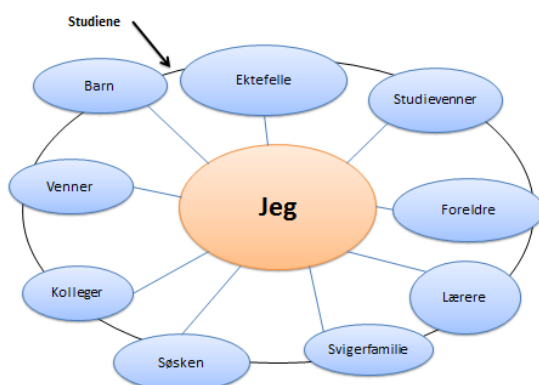 Studiene
Ektefelle
Barn
Studievenner
Venner
Jeg
Foreldre
Kolleger
Lærere
Søsken
Svigerfamilie